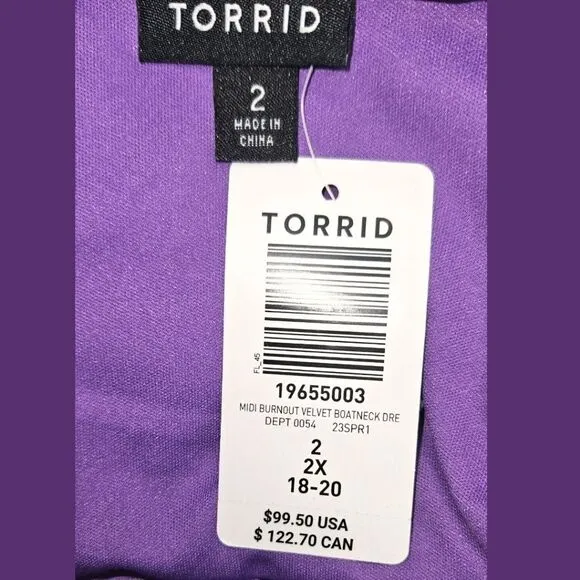 TORRID
2
MADE IN
CHINA
TORRID
FL_45
19655003
MIDI BURNOUT VELVET BOATNECK DRE
DEPT 0054 23SPR1
2
2X
18-20
$99.50 USA
$ 122.70 CAN